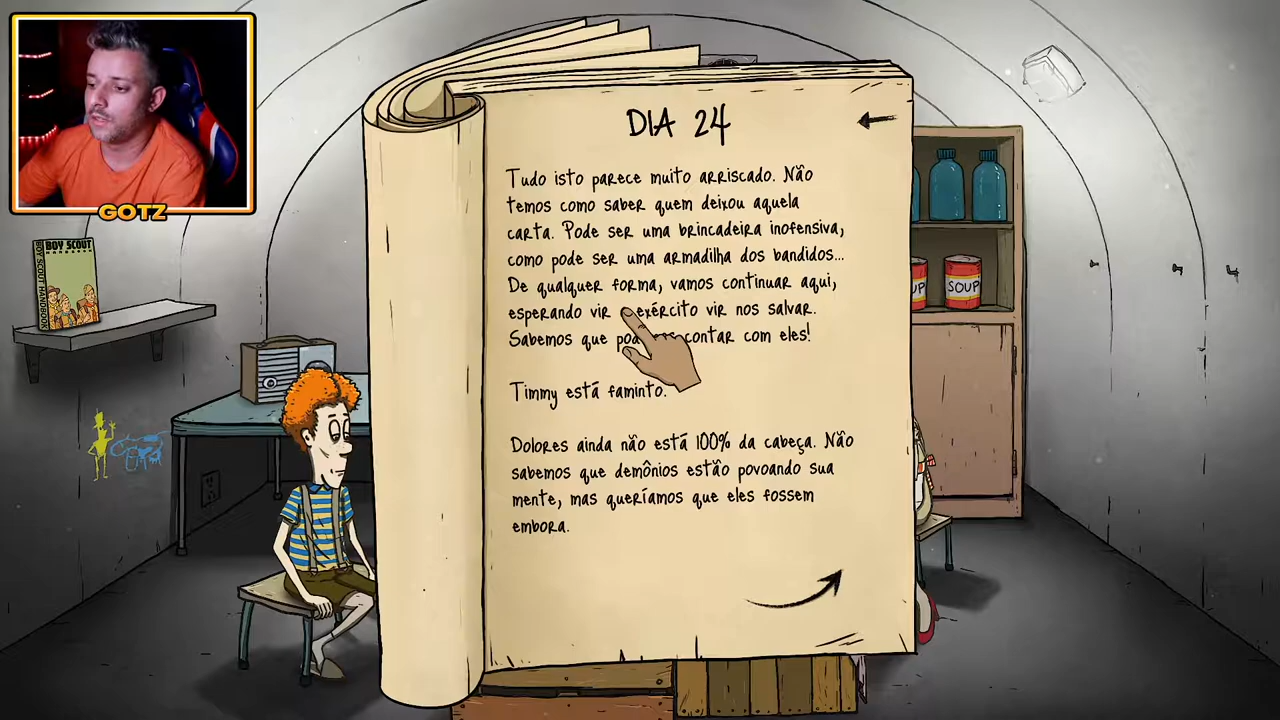 GOTZ
BOY SCOUT
BOY SCOUT HANDBOOK
DIA 24
Tudo isto parece muito arriscado. Não
temos como saber quem deixou aquela
carta. Pode ser uma brincadeira inofensiva,
como pode ser uma armadilha dos bandidos...
De qualquer forma, vamos continuar aqui,
esperando vir exército vir nos salvar.
Sabemos que contar com eles!
Timmy está faminto.
Dolores ainda não está 100% da cabeça. Não
sabemos que demônios estão povoando sua
mente, mas queríamos que eles fossem
embora.
UP
SOUP